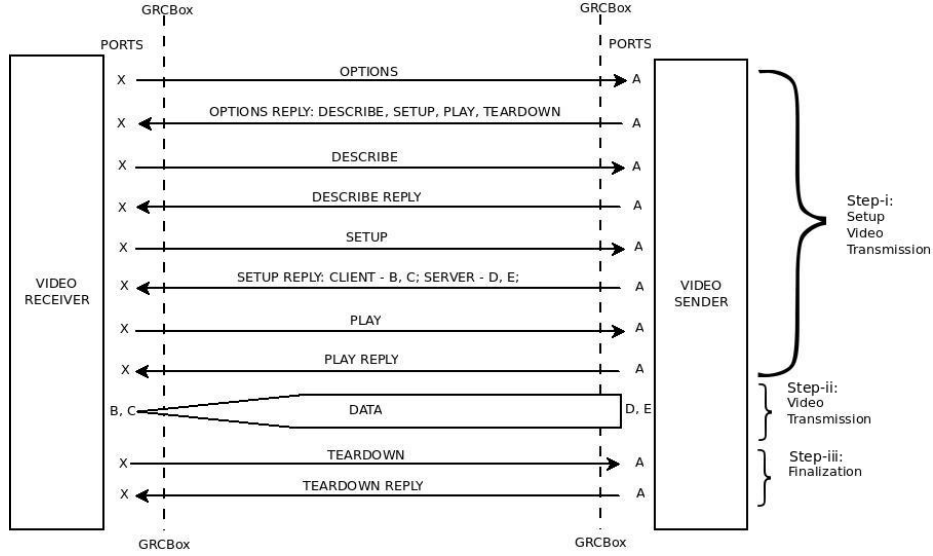 GRCBox GRCBox
PORTS PORTS
X OPTIONS A
X OPTIONS REPLY: DESCRIBE, SETUP, PLAY, TEARDOWN A
X DESCRIBE A
X DESCRIBE REPLY A
X SETUP A
X SETUP REPLY: CLIENT - B, C; SERVER - D, E; A
X PLAY A
X PLAY REPLY A
B, C DATA D, E
X TEARDOWN A
X TEARDOWN REPLY A
VIDEO
RECEIVER
VIDEO
SENDER
Step-i:
Setup
Video
Transmission
Step-ii:
Video
Transmission
Step-iii:
Finalization
GRCBox GRCBox